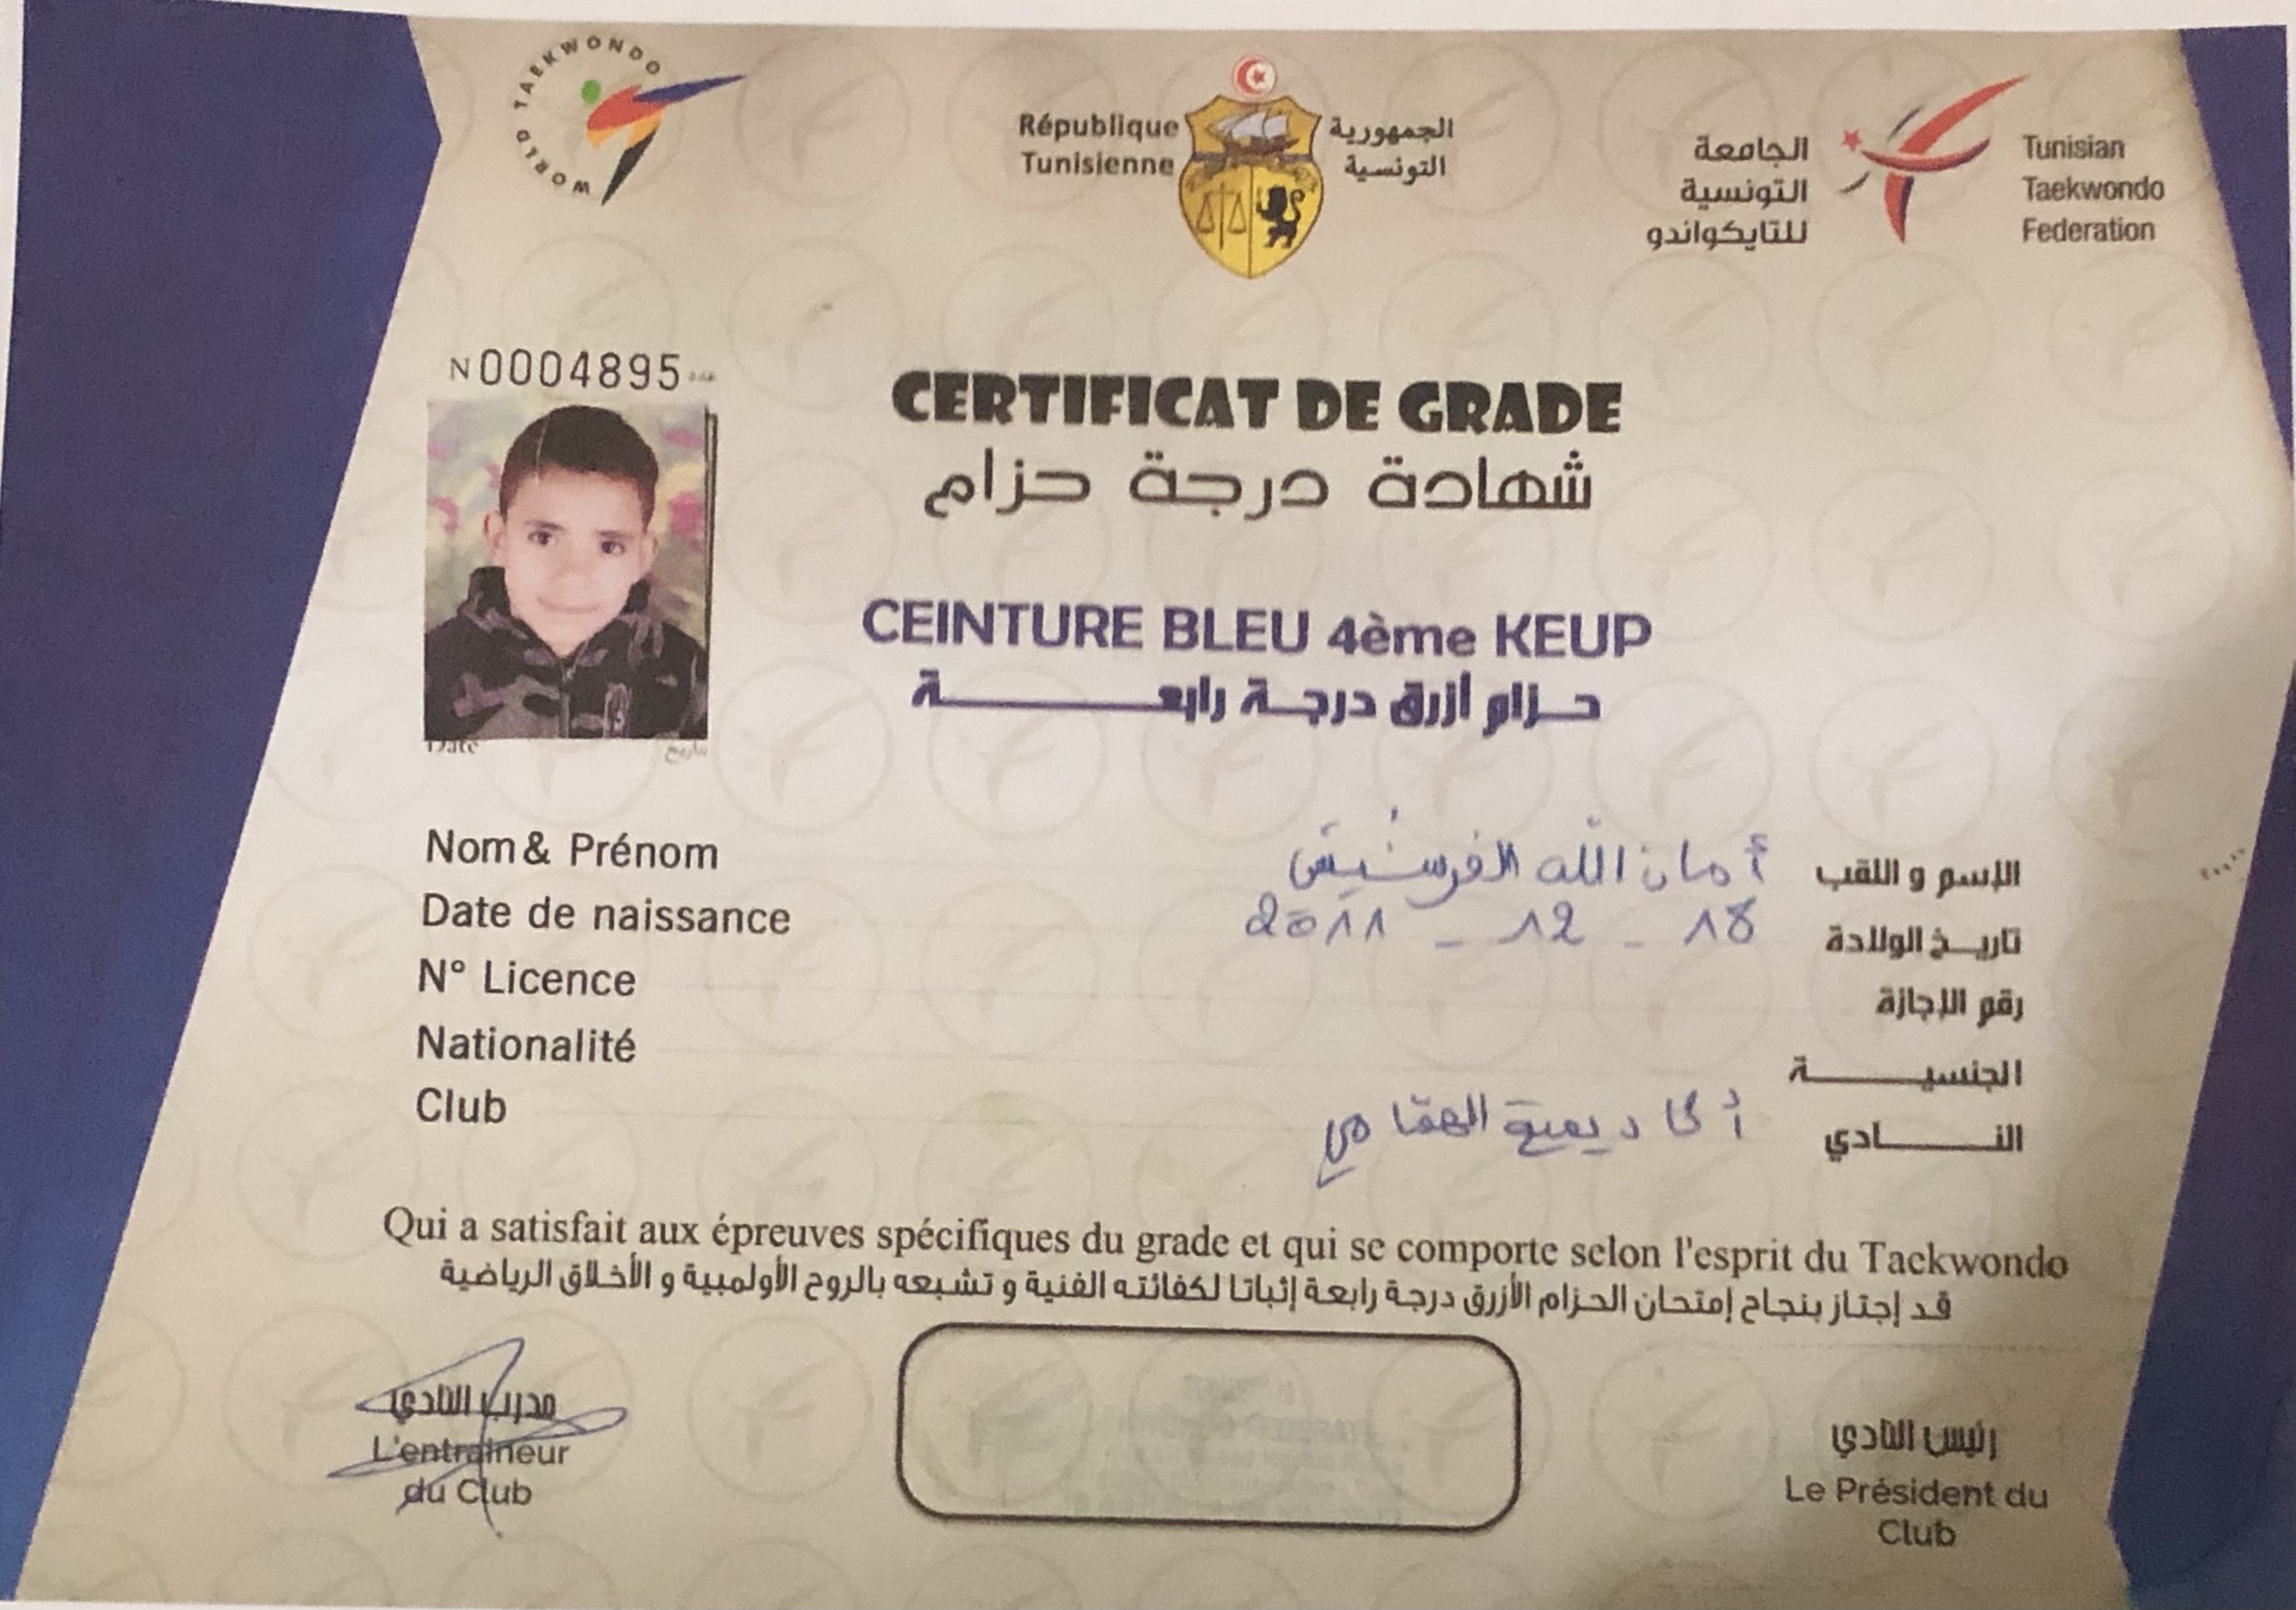 WORLD TAEKWONDO
République Tunisienne
الجمهورية التونسية
الجامعة التونسية للتايكواندو
Tunisian Taekwondo Federation
N 0004895
CERTIFICAT DE GRADE
شهادة درجة حزام
CEINTURE BLEU 4ème KEUP
حزام أزرق درجة رابعة
Date تاريخ
Nom & Prénom أمان الله الإسم و اللقب
Date de naissance 2011 - 12 - 18 تاريخ الولادة
N° Licence رقم الإجازة
Nationalité الجنسية
Club أكاديمية النادي
Qui a satisfait aux épreuves spécifiques du grade et qui se comporte selon l'esprit du Taekwondo
قد إجتاز بنجاح إمتحان الحزام الأزرق درجة رابعة إثباتا لكفائته الفنية و تشبعه بالروح الأولمبية و الأخلاق الرياضية
مدرب النادي
L'entraineur
du Club
رئيس النادي
Le Président du
Club